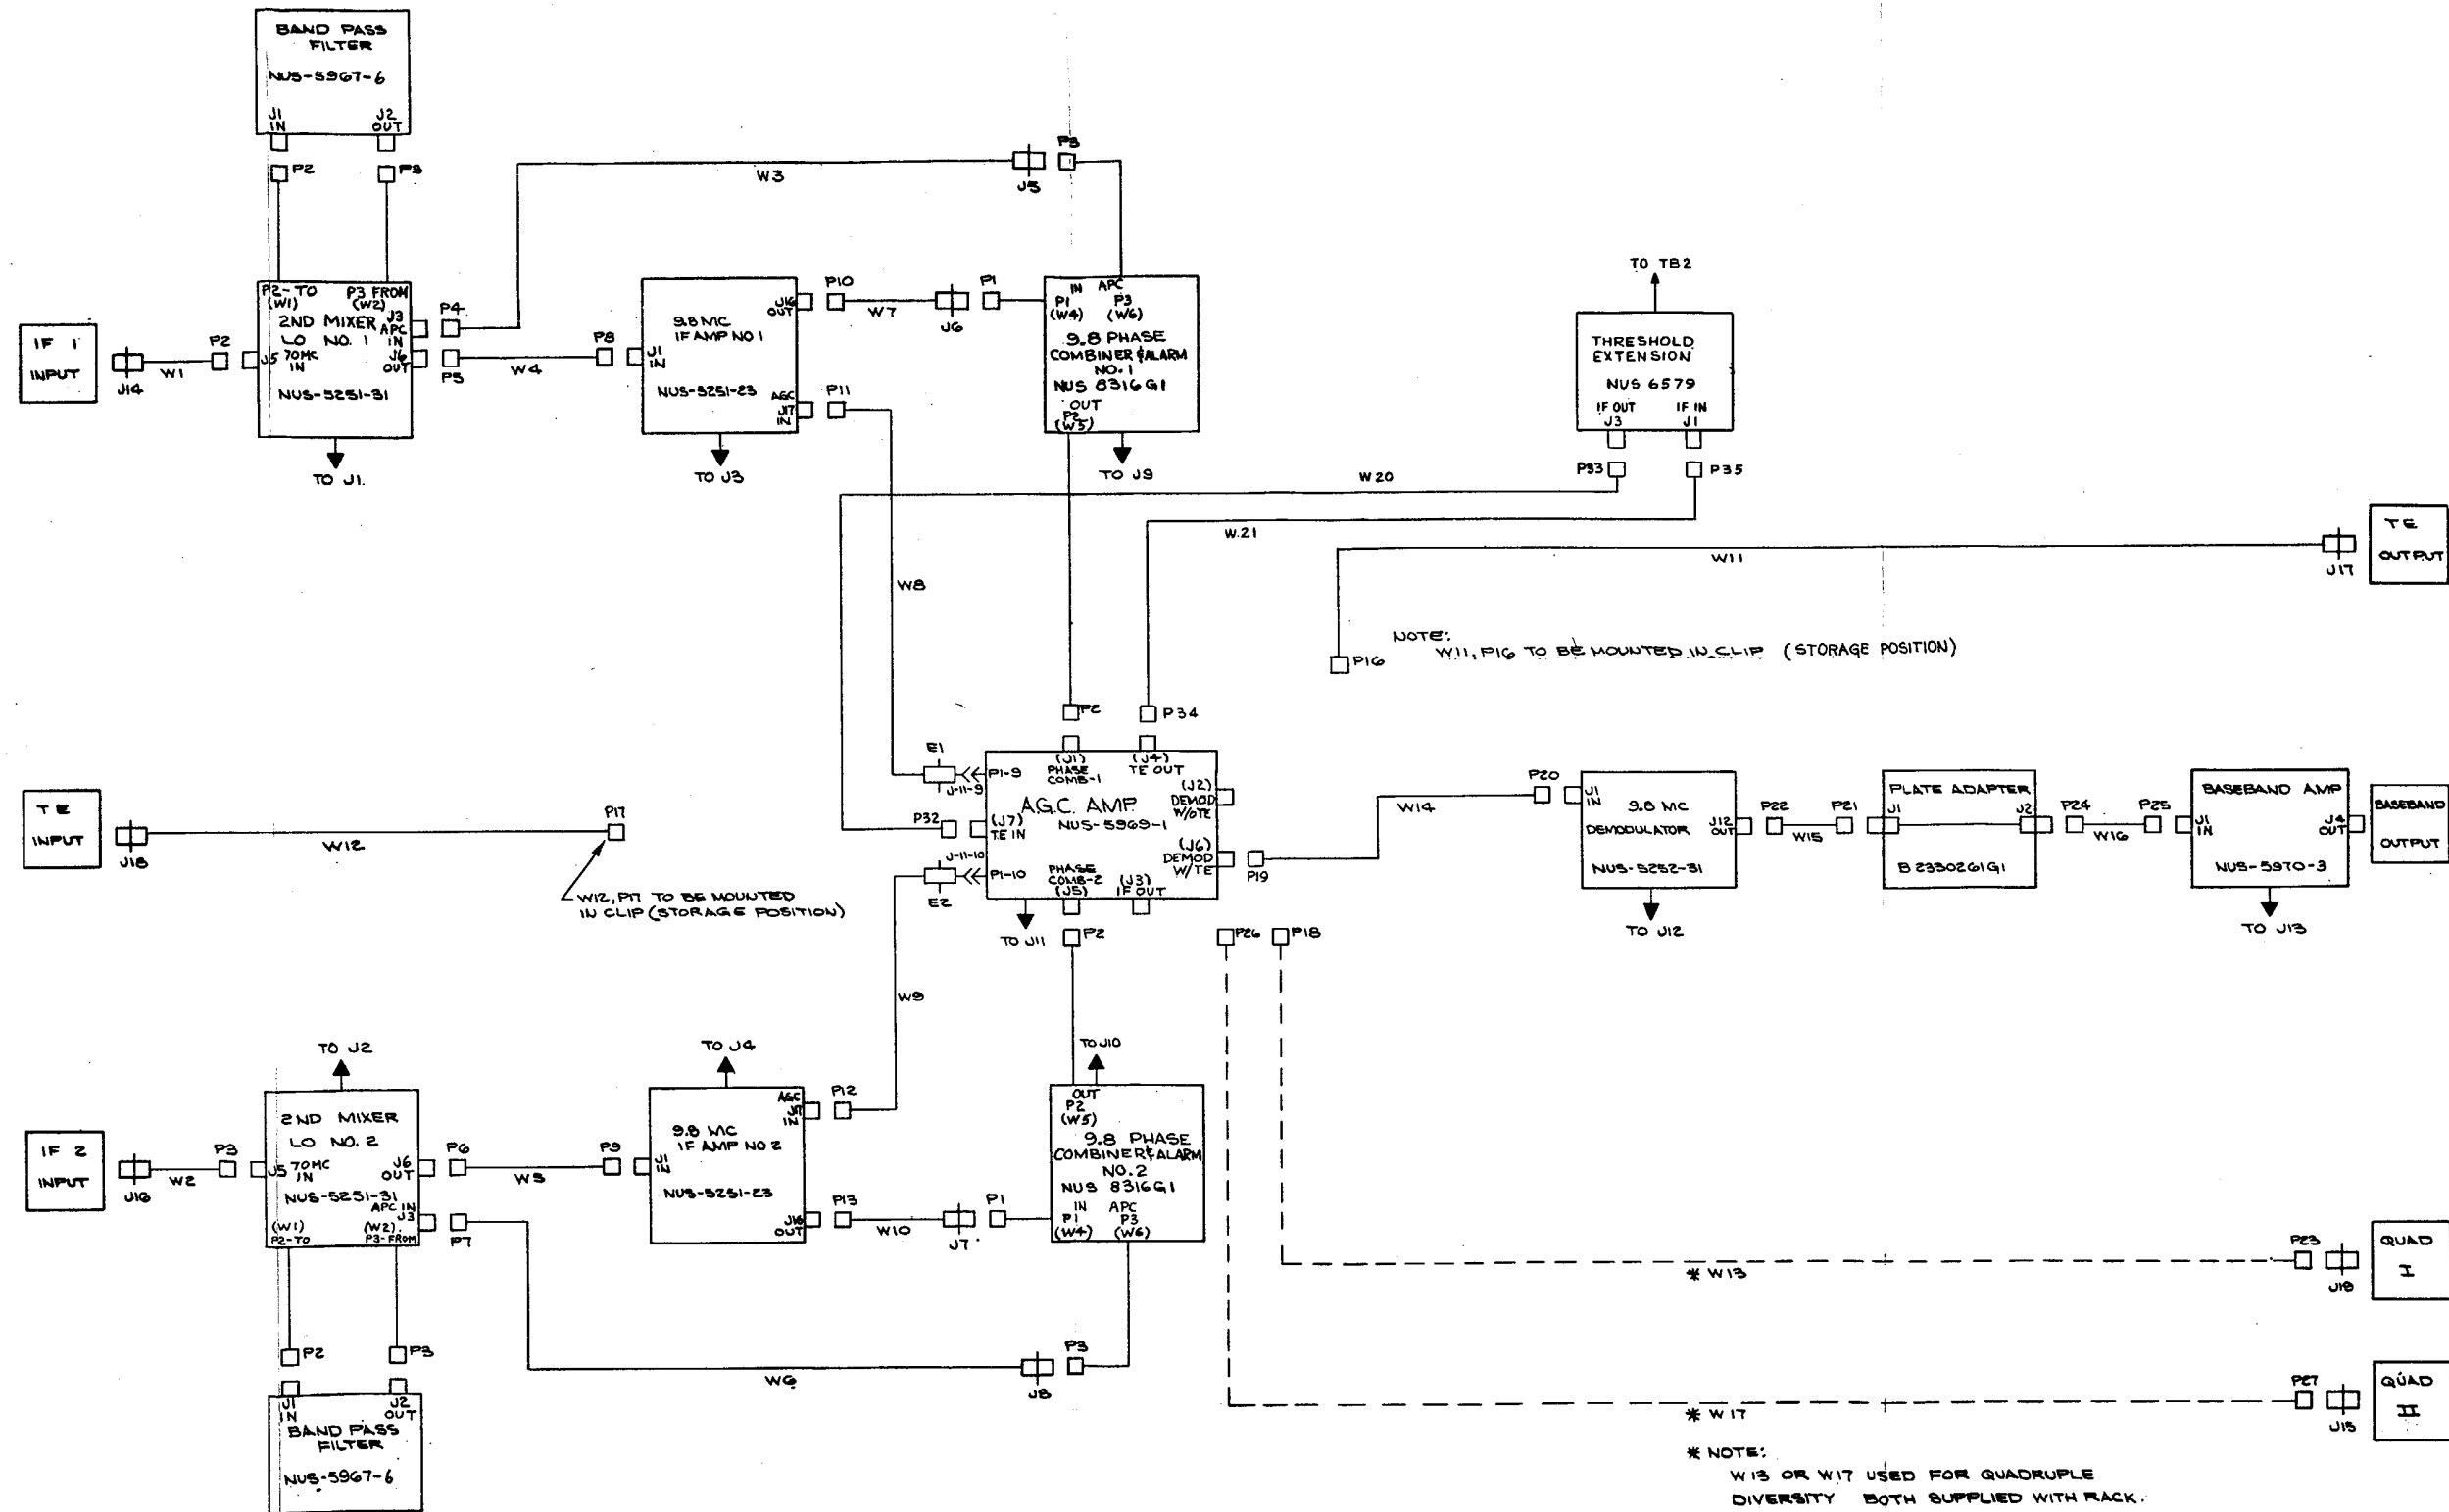 BAND PASS
FILTER
NUS-5967-6
J1
IN
J2
OUT
P2
P3
W3
J5
P3
P2-TO
(W1)
P3 FROM
(W2)
2ND MIXER
LO NO. 1
J3
APC
IN
J5
70MC
IN
J6
OUT
NUS-5251-31
TO J1.
IF 1
INPUT
J14
W1
P2
P4
P5
W4
P8
J1
IN
9.8 MC
IF AMP NO 1
NUS-5251-23
J16
OUT
AGC
J17
IN
TO J3
P10
W7
J6
P1
P11
IN
P1
(W4)
APC
P3
(W6)
9.8 PHASE
COMBINER & ALARM
NO. 1
NUS 8316 G1
OUT
P2
(W5)
TO J9
TO TB2
THRESHOLD
EXTENSION
NUS 6579
IF OUT
J3
IF IN
J1
P33
P35
W 20
W.21
W11
J17
TE
OUTPUT
W8
NOTE:
W11, P16 TO BE MOUNTED IN CLIP (STORAGE POSITION)
P16
P2
P34
E1
P1-9
J-11-9
(J1)
PHASE
COMB-1
(J4)
TE OUT
(J2)
DEMOD
W/OTE
A.G.C. AMP
NUS-5969-1
P32
(J7)
TE IN
J-11-10
P1-10
E2
(J6)
DEMOD
W/TE
PHASE
COMB-2
(J5)
(J3)
IF OUT
TO J11
P2
P19
W14
P20
J1
IN
9.8 MC
DEMODULATOR
J12
OUT
NUS-5252-31
TO J12
P22
W15
P21
PLATE ADAPTER
J1
J2
B 2330261G1
P24
W16
P25
BASEBAND AMP
J1
IN
J4
OUT
NUS-5970-3
TO J13
BASEBAND
OUTPUT
TE
INPUT
J18
W12
P17
W12, P17 TO BE MOUNTED
IN CLIP (STORAGE POSITION)
P26
P18
W9
TO J2
2ND MIXER
LO NO. 2
J5
70MC
IN
J6
OUT
NUS-5251-31
APC IN
J3
(W1)
P2-TO
(W2)
P3-FROM
IF 2
INPUT
J16
W2
P3
P6
W5
P9
P7
TO J4
AGC
J17
IN
9.8 MC
IF AMP NO 2
J1
IN
NUS-5251-23
J16
OUT
P12
P13
W10
J7
P1
TO J10
OUT
P2
(W5)
9.8 PHASE
COMBINER & ALARM
NO. 2
NUS 8316 G1
IN
P1
(W4)
APC
P3
(W6)
P2
P3
W6
J8
P3
J1
IN
J2
OUT
BAND PASS
FILTER
NUS-5967-6
* W13
P23
J19
QUAD
I
* W 17
P27
J15
QUAD
II
* NOTE:
W 13 OR W17 USED FOR QUADRUPLE
DIVERSITY BOTH SUPPLIED WITH RACK.